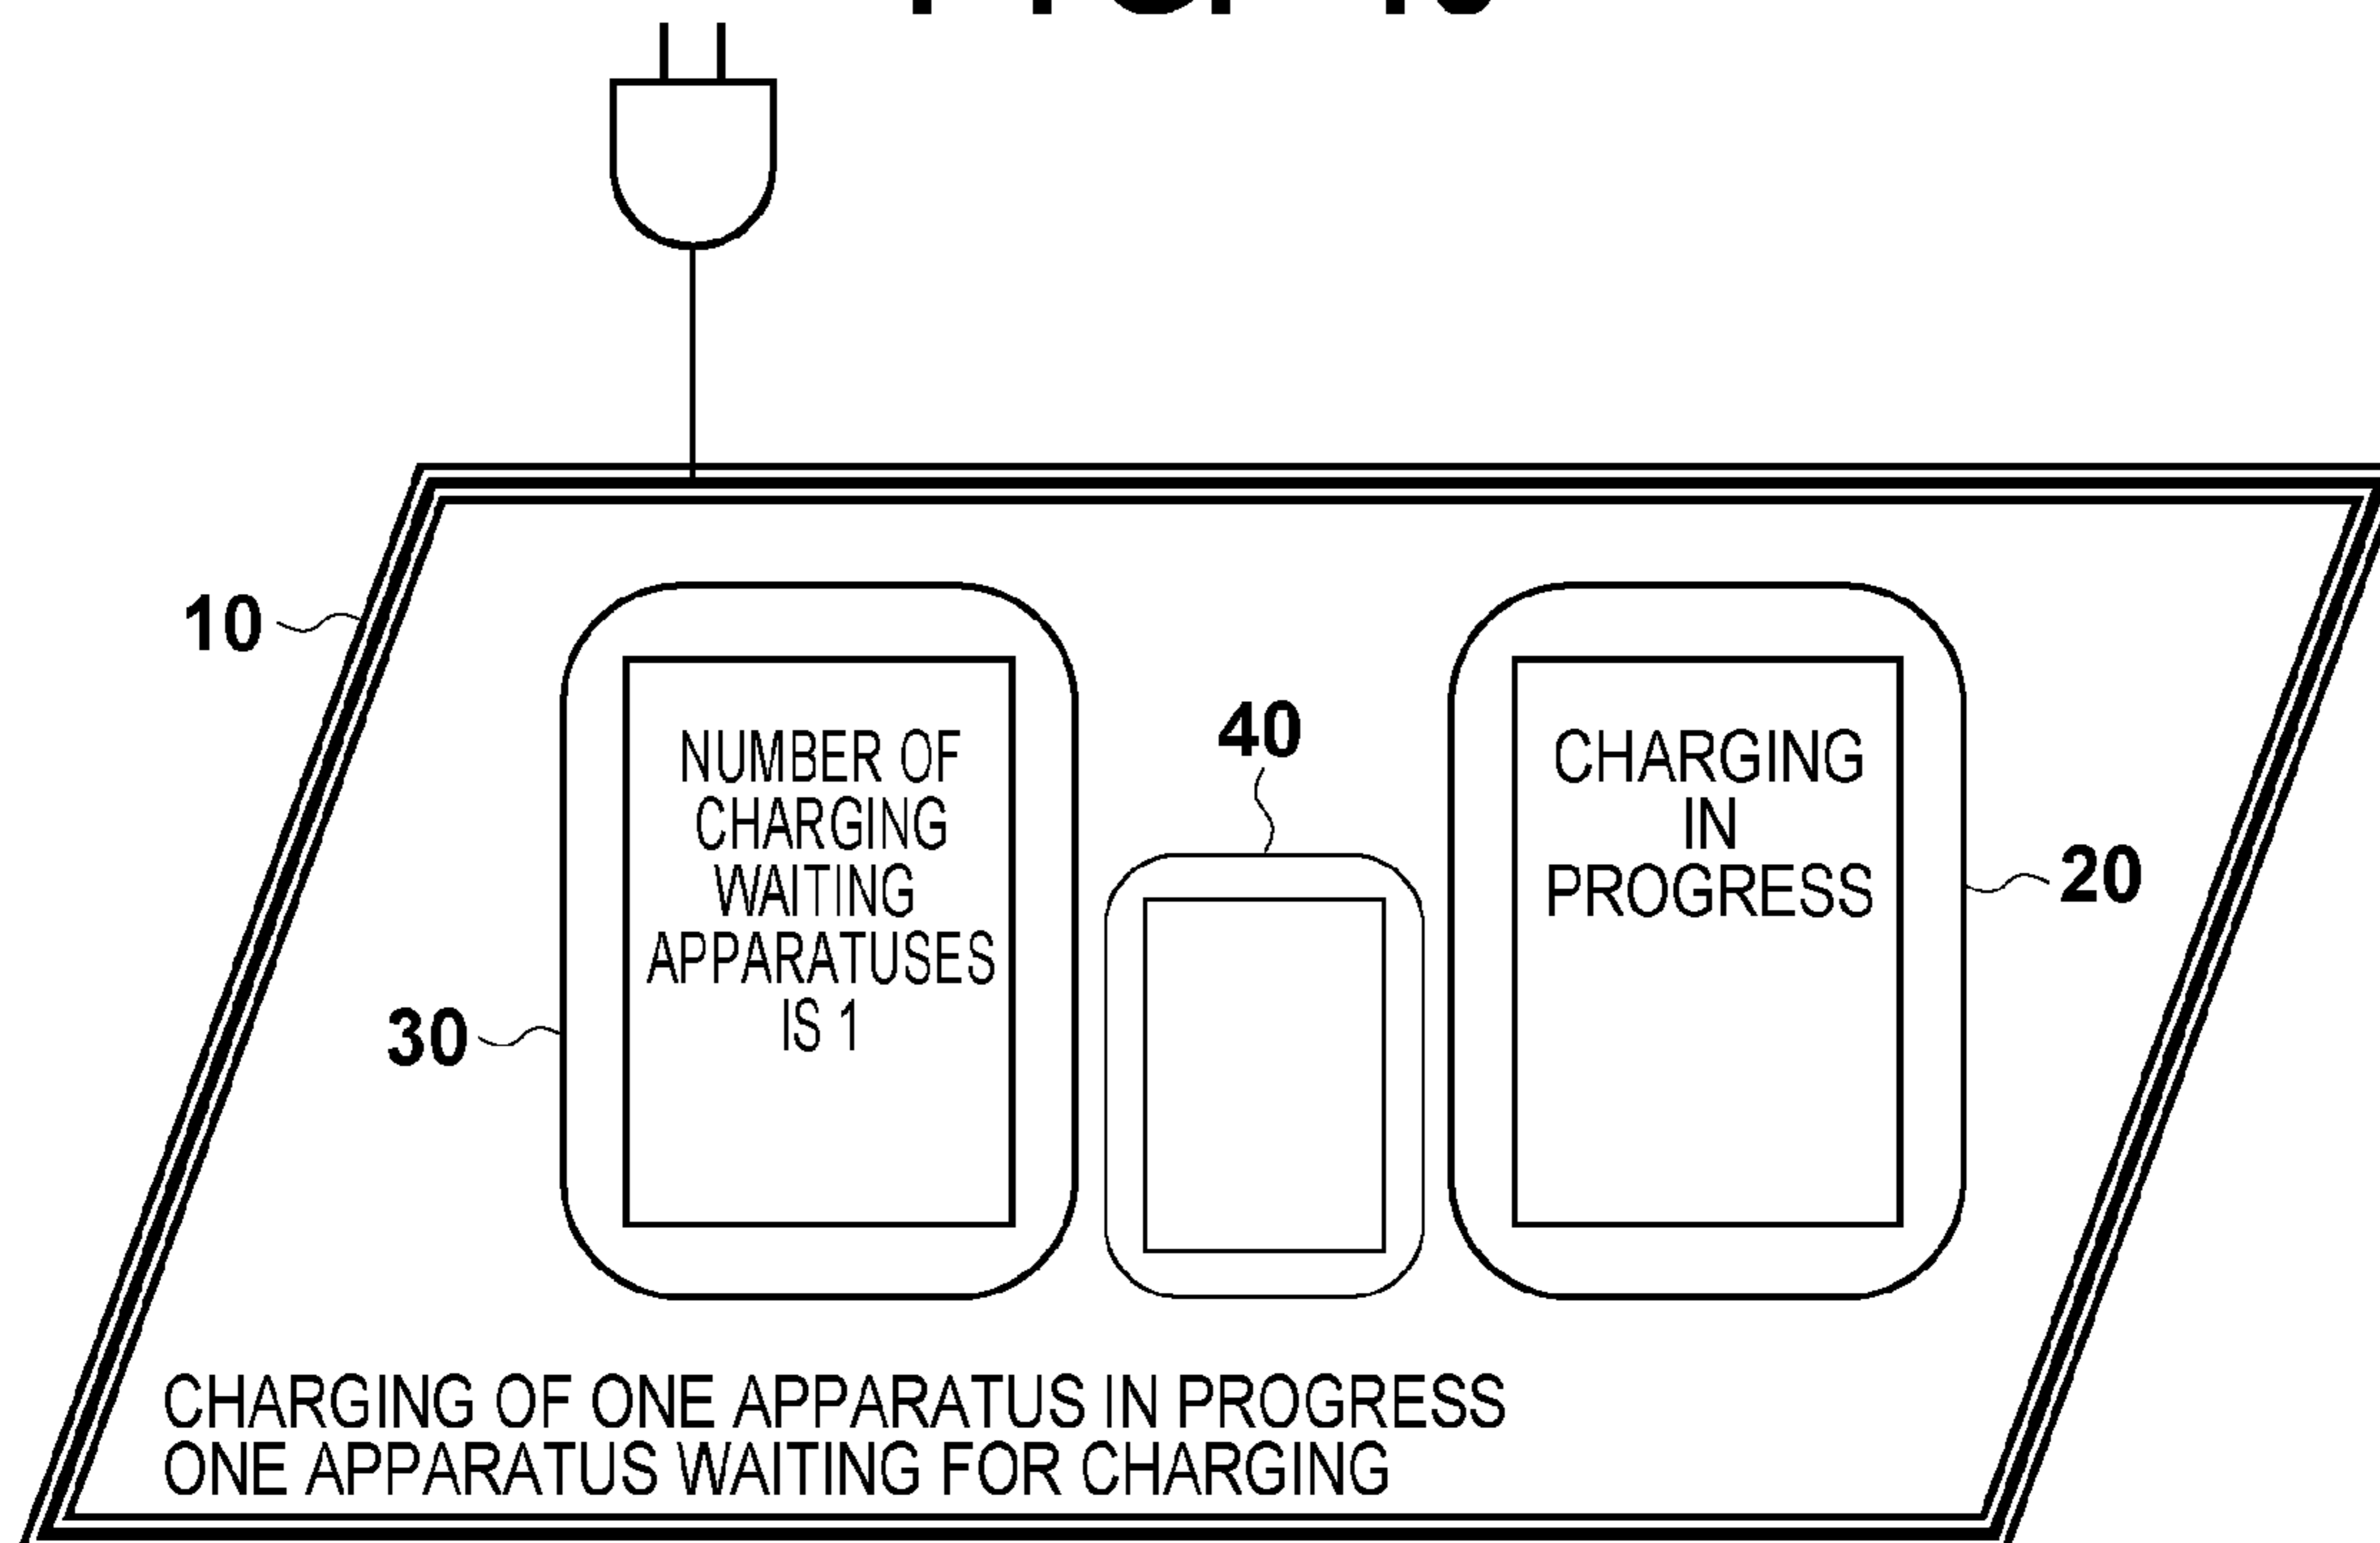 10
NUMBER OF
CHARGING
WAITING
APPARATUSES
IS 1
40
CHARGING
IN
PROGRESS
20
30
CHARGING OF ONE APPARATUS IN PROGRESS
ONE APPARATUS WAITING FOR CHARGING